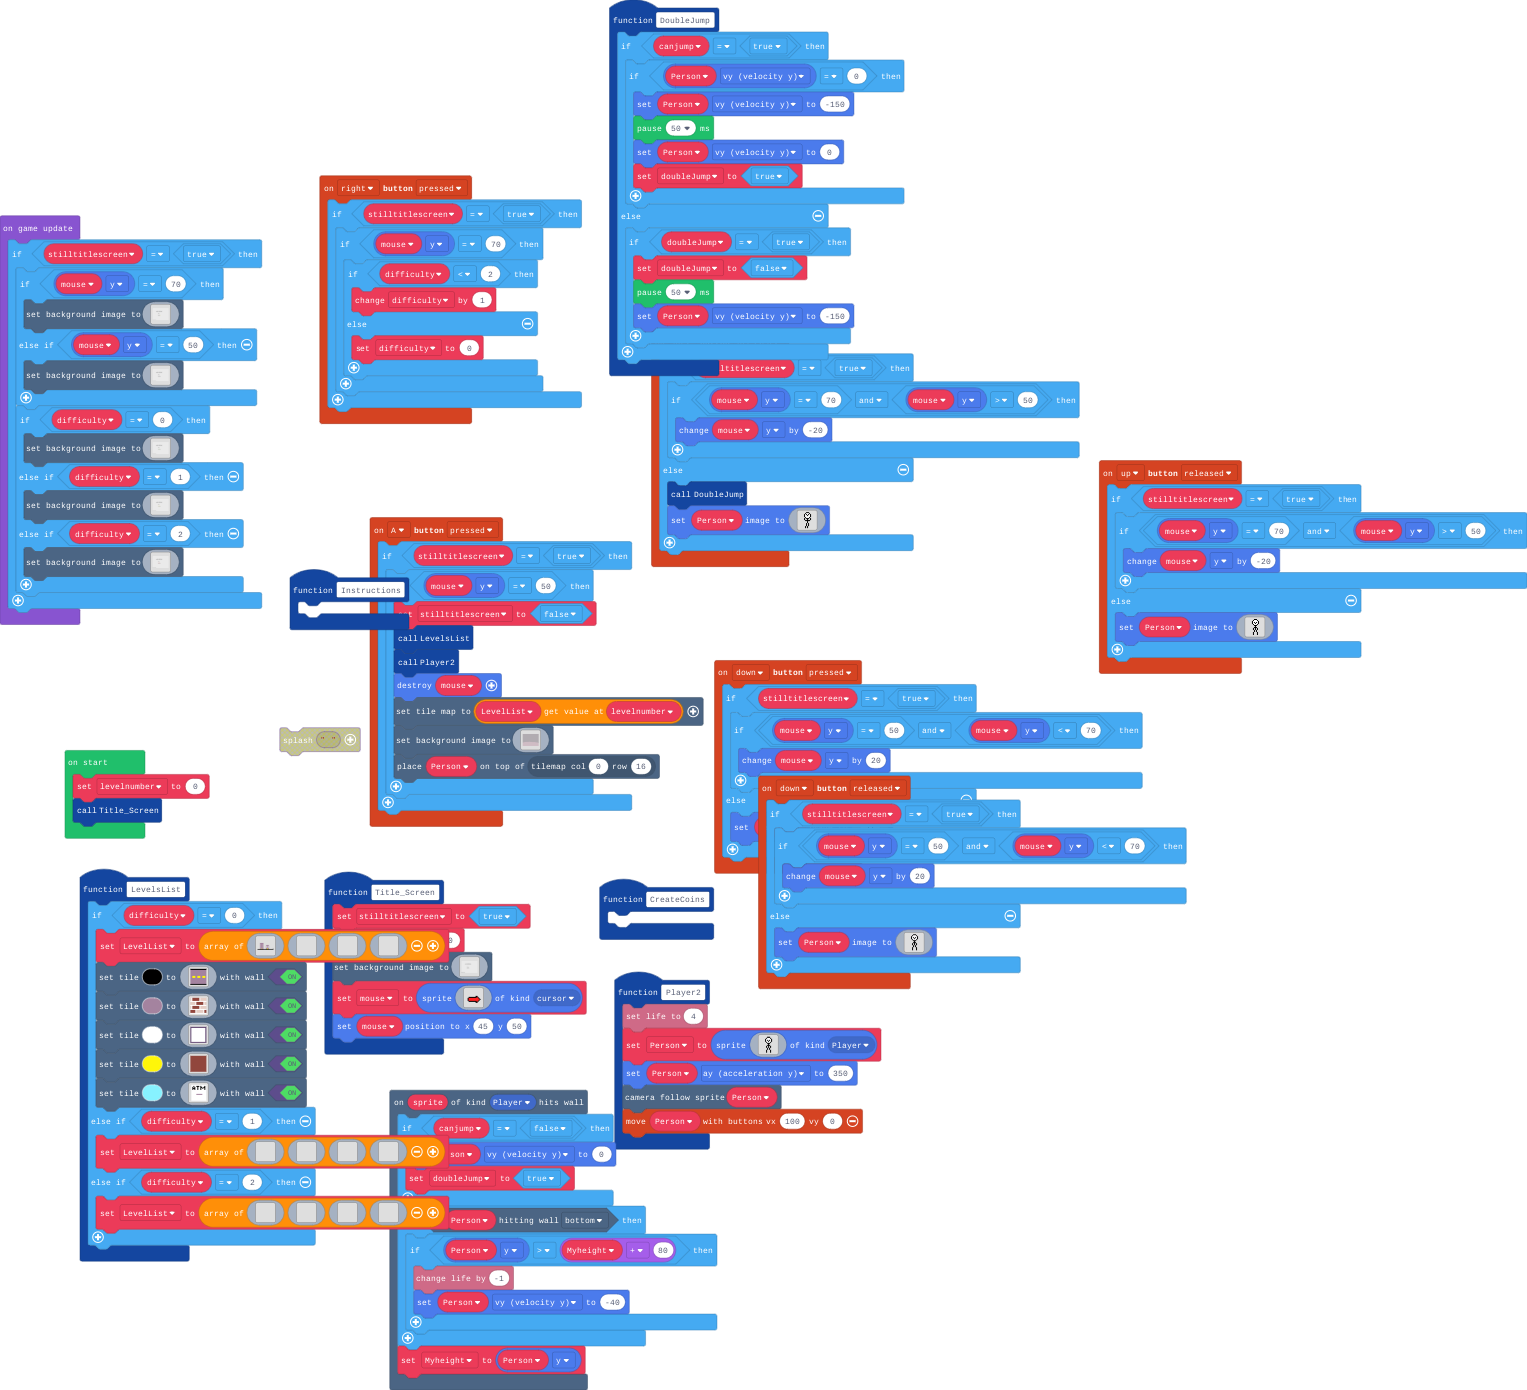 function DoubleJump
if canjump = true then
if Person vy (velocity y) = 0 then
set Person vy (velocity y) to -150
pause 50 ms
set Person vy (velocity y) to 0
set doubleJump to true
else
if doubleJump = true then
set doubleJump to false
pause 50 ms
set Person vy (velocity y) to -150
on right button pressed
if stilltitlescreen = true then
if mouse y = 70 then
if difficulty < 2 then
change difficulty by 1
else
set difficulty to 0
on game update
if stilltitlescreen = true then
if mouse y = 70 then
set background image to
else if mouse y = 50 then
set background image to
if difficulty = 0 then
set background image to
else if difficulty = 1 then
set background image to
else if difficulty = 2 then
set background image to
= true then
if mouse y = 70 and mouse y > 50 then
change mouse y by -20
else
call DoubleJump
set Person image to
on up button released
if stilltitlescreen = true then
if mouse y = 70 and mouse y > 50 then
change mouse y by -20
else
set Person image to
on A button pressed
if stilltitlescreen = true then
mouse y = 50 then
stilltitlescreen to false
call LevelsList
call Player2
destroy mouse
set tile map to LevelList get value at levelnumber
set background image to
place Person on top of tilemap col 0 row 16
function Instructions
splash " "
on start
set levelnumber to 0
call Title_Screen
on down button pressed
if stilltitlescreen = true then
if mouse y = 50 and mouse y < 70 then
change mouse y by 20
else
set
on down button released
if stilltitlescreen = true then
if mouse y = 50 and mouse y < 70 then
change mouse y by 20
else
set Person image to
function LevelsList
if difficulty = 0 then
set LevelList to array of
set tile to with wall ON
set tile to with wall ON
set tile to with wall ON
set tile to with wall ON
set tile to ATM with wall ON
else if difficulty = 1 then
set LevelList to array of
else if difficulty = 2 then
set LevelList to array of
function Title_Screen
set stilltitlescreen to true
set background image to
set mouse to sprite of kind cursor
set mouse position to x 45 y 50
function CreateCoins
function Player2
set life to 4
set Person to sprite of kind Player
set Person ay (acceleration y) to 350
camera follow sprite Person
move Person with buttons vx 100 vy 0
on sprite of kind Player hits wall
if canjump = false then
vy (velocity y) to 0
set doubleJump to true
Person hitting wall bottom then
if Person y > Myheight + 80 then
change life by -1
set Person vy (velocity y) to -40
set Myheight to Person y